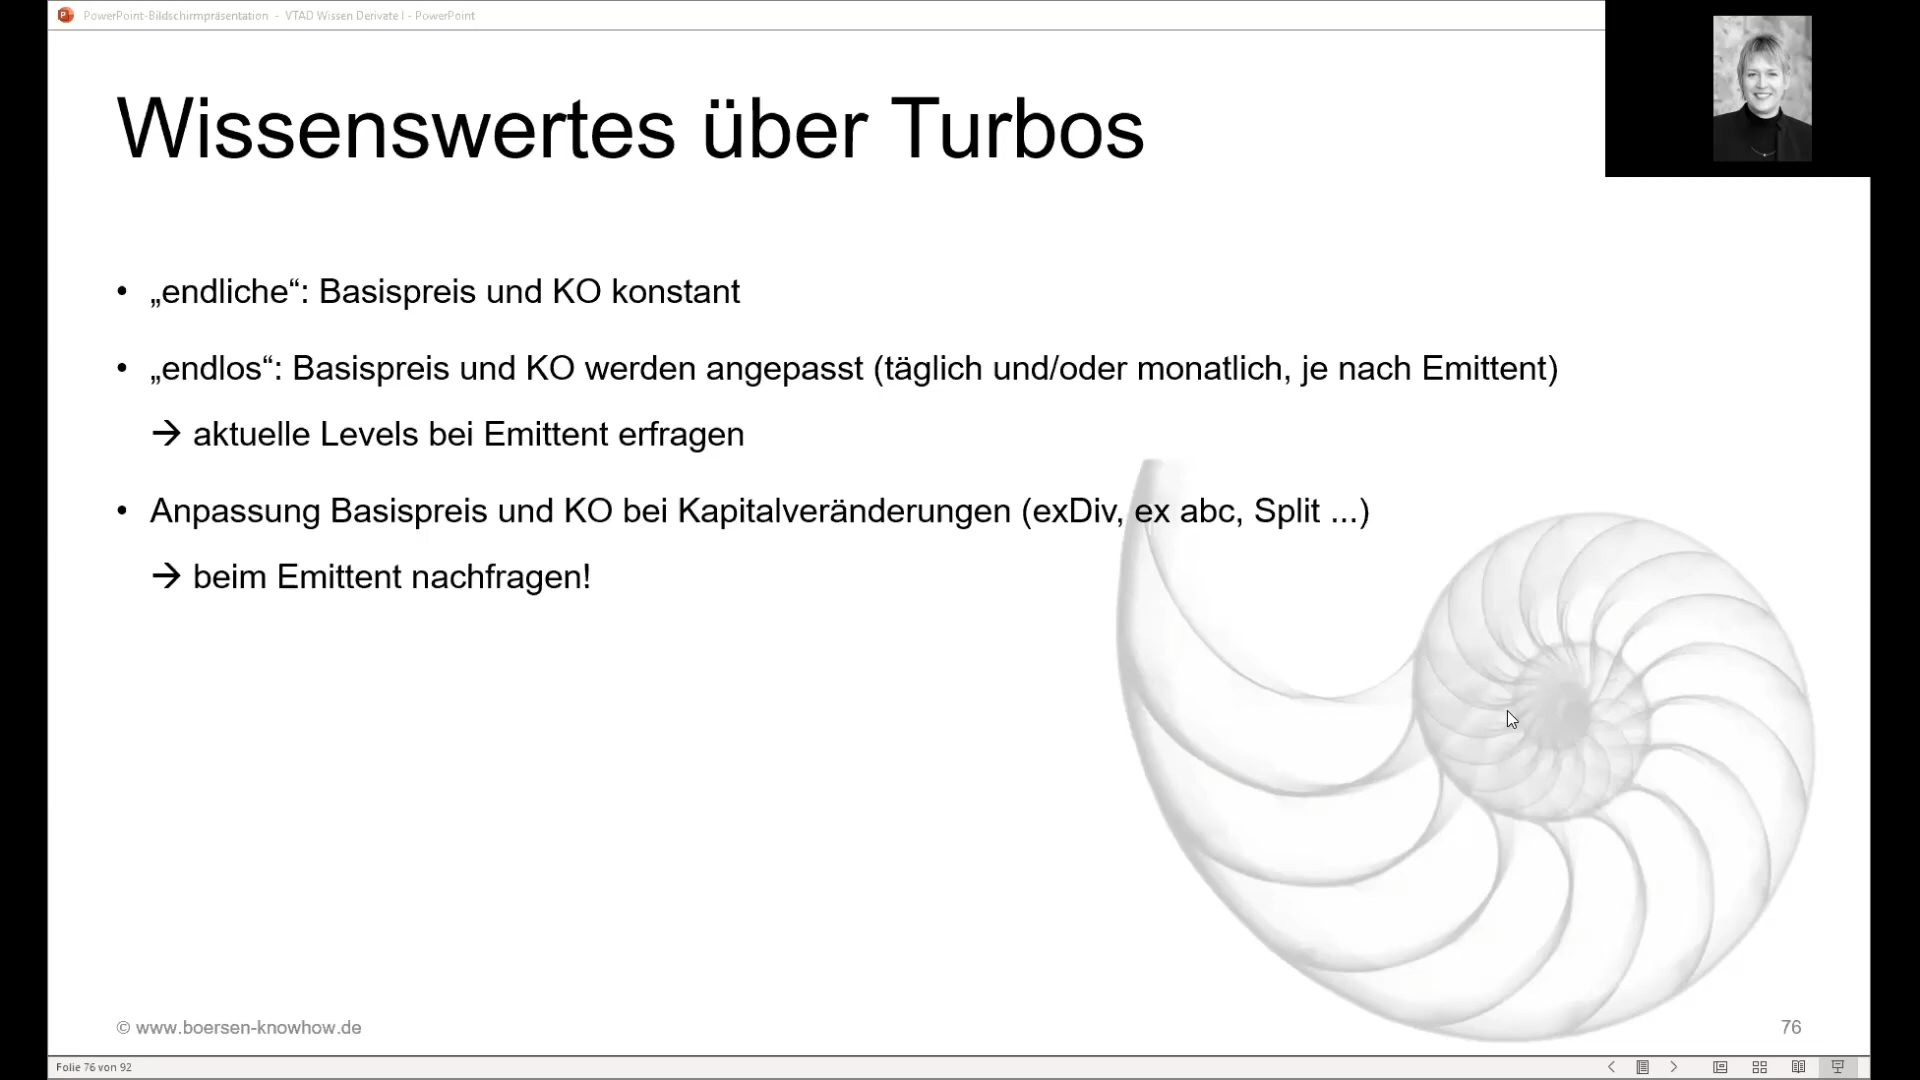 PowerPoint-Bildschirmpräsentation - VTAD Wissen Derivate I - PowerPoint
Wissenswertes über Turbos
• „endliche“: Basispreis und KO konstant
• „endlos“: Basispreis und KO werden angepasst (täglich und/oder monatlich, je nach Emittent)
→ aktuelle Levels bei Emittent erfragen
• Anpassung Basispreis und KO bei Kapitalveränderungen (exDiv, ex abc, Split ...)
→ beim Emittent nachfragen!
© www.boersen-knowhow.de
76
Folie 76 von 92